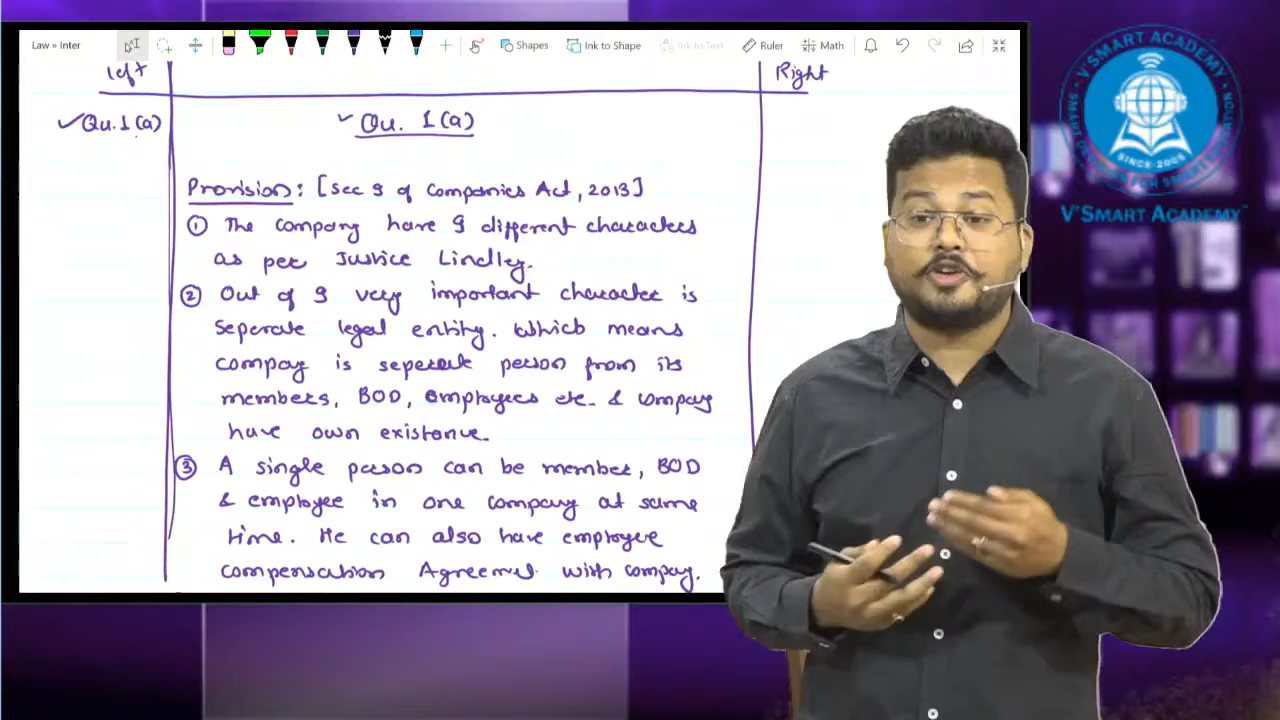 Law » Inter
Shapes
Ink to Shape
Ink to Text
Ruler
Math
left
Right
Qu.1(a)
Qu. 1(a)
Provision: [Sec 9 of Companies Act, 2013]
① The company have 9 different characters
as per Justice Lindley.
② Out of 9 very important character is
seperate legal entity. Which means
compay is seperate person from its
members, BOD, employees etc. & company
have own existance.
③ A single person can be member, BOD
& employee in one company at same
time. He can also have employee
compensation Agreement with company.
V'SMART ACADEMY
SINCE-2005
V'SMART ACADEMY